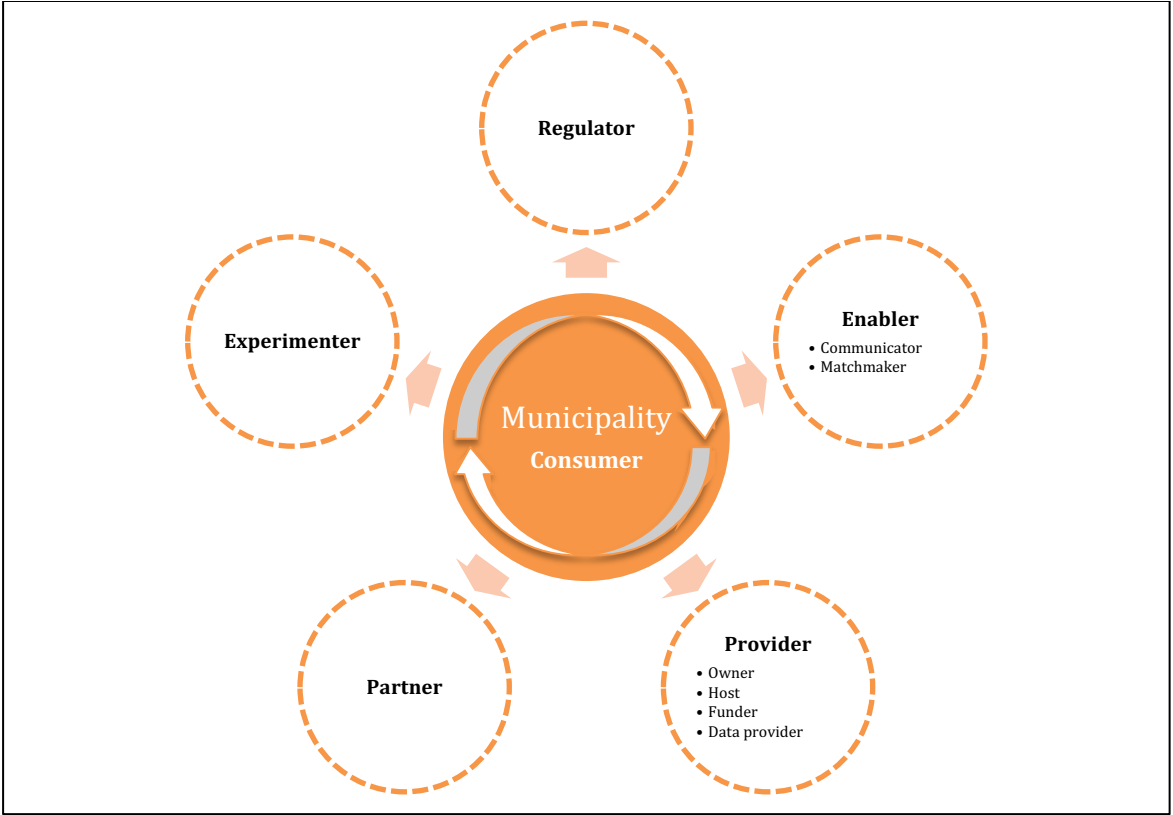 Regulator
Experimenter
Enabler
• Communicator
• Matchmaker
Municipality
Consumer
Partner
Provider
• Owner
• Host
• Funder
• Data provider